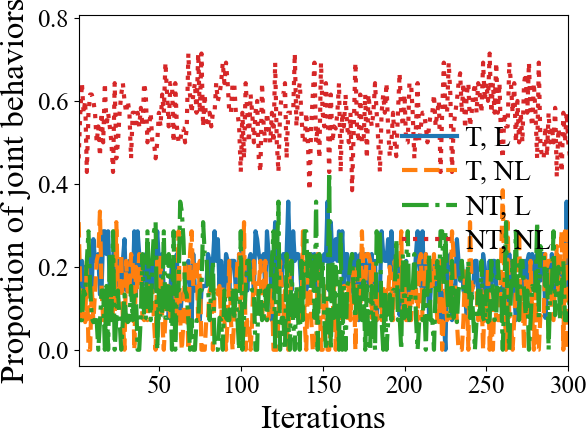 Proportion of joint behaviors
0.8
0.6
0.4
0.2
0.0
T, L
T, NL
NT, L
NT, NL
50
100
150
200
250
300
Iterations